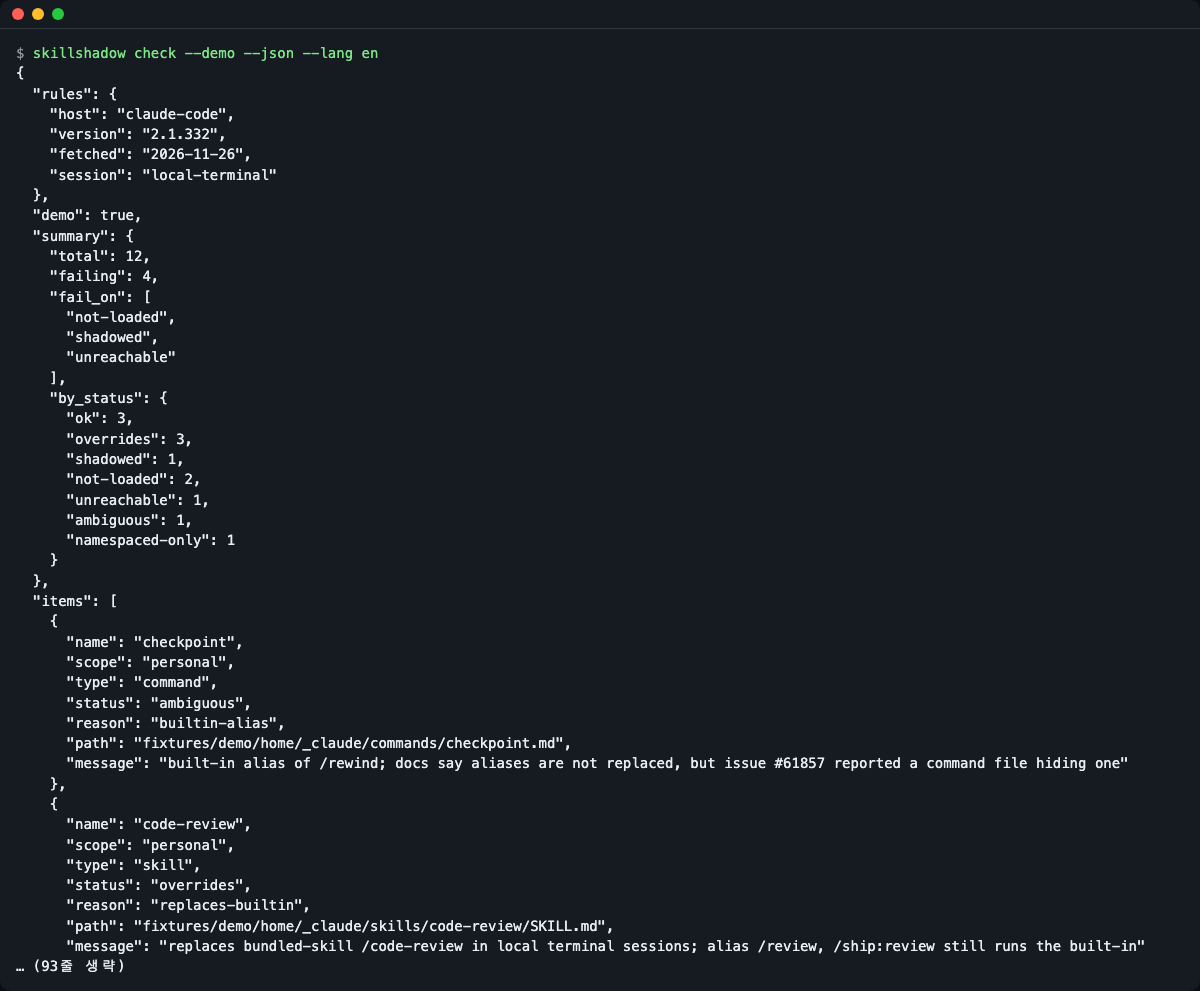 $ skillshadow check --demo --json --lang en
{
  "rules": {
    "host": "claude-code",
    "version": "2.1.332",
    "fetched": "2026-11-26",
    "session": "local-terminal"
  },
  "demo": true,
  "summary": {
    "total": 12,
    "failing": 4,
    "fail_on": [
      "not-loaded",
      "shadowed",
      "unreachable"
    ],
    "by_status": {
      "ok": 3,
      "overrides": 3,
      "shadowed": 1,
      "not-loaded": 2,
      "unreachable": 1,
      "ambiguous": 1,
      "namespaced-only": 1
    }
  },
  "items": [
    {
      "name": "checkpoint",
      "scope": "personal",
      "type": "command",
      "status": "ambiguous",
      "reason": "builtin-alias",
      "path": "fixtures/demo/home/_claude/commands/checkpoint.md",
      "message": "built-in alias of /rewind; docs say aliases are not replaced, but issue #61857 reported a command file hiding one"
    },
    {
      "name": "code-review",
      "scope": "personal",
      "type": "skill",
      "status": "overrides",
      "reason": "replaces-builtin",
      "path": "fixtures/demo/home/_claude/skills/code-review/SKILL.md",
      "message": "replaces bundled-skill /code-review in local terminal sessions; alias /review, /ship:review still runs the built-in"
… (93줄 생략)